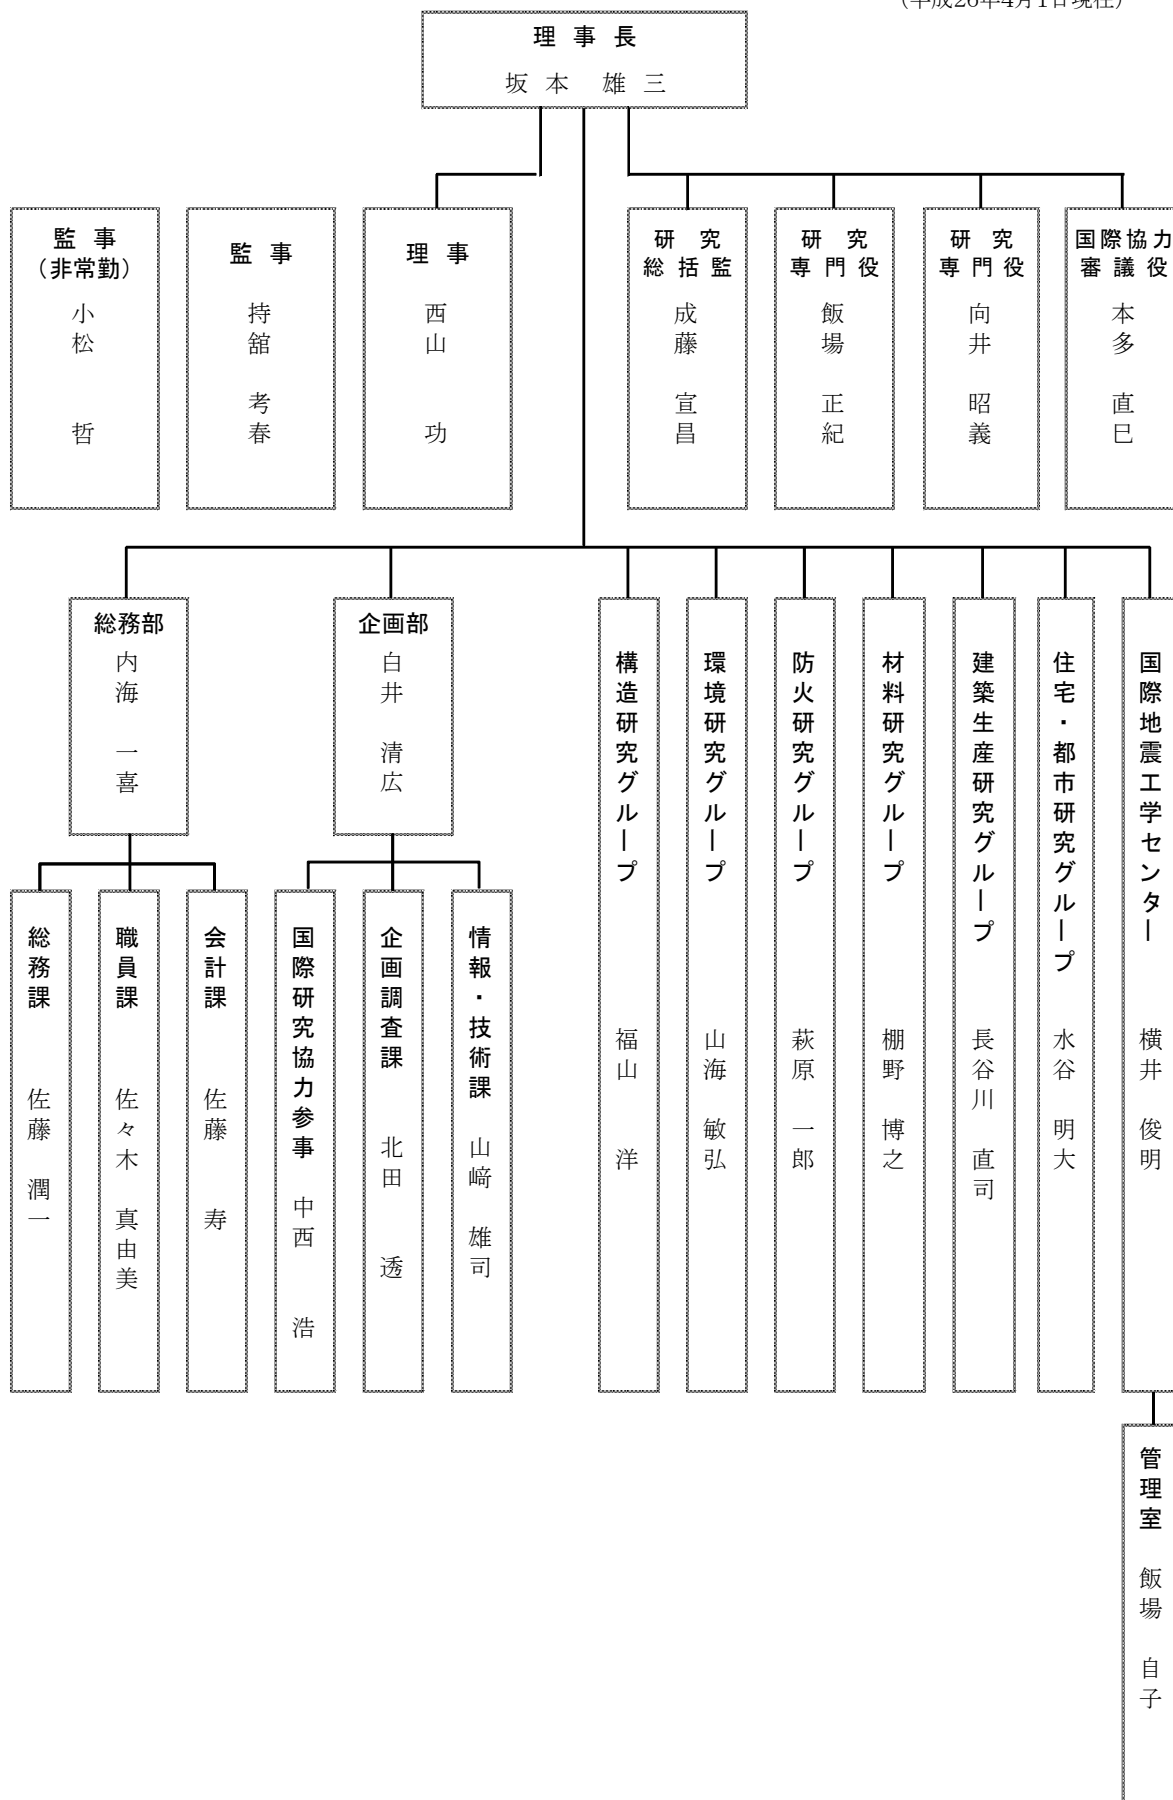 (平成26年4月1日現在)
理事長
坂本 雄三
監事
(非常勤)
小松 哲
監事
持舘 考春
理事
西山 功
研究
総括監
成藤 宣昌
研究
専門役
飯場 正紀
研究
専門役
向井 昭義
国際協力
審議役
本多 直巳
総務部
内海 一喜
企画部
白井 清広
構造研究グループ 福山 洋
環境研究グループ 山海 敏弘
防火研究グループ 萩原 一郎
材料研究グループ 棚野 博之
建築生産研究グループ 長谷川 直司
住宅・都市研究グループ 水谷 明大
国際地震工学センター 横井 俊明
総務課 佐藤 潤一
職員課 佐々木 真由美
会計課 佐藤 寿
国際研究協力参事 中西 浩
企画調査課 北田 透
情報・技術課 山﨑 雄司
管理室 飯場 自子